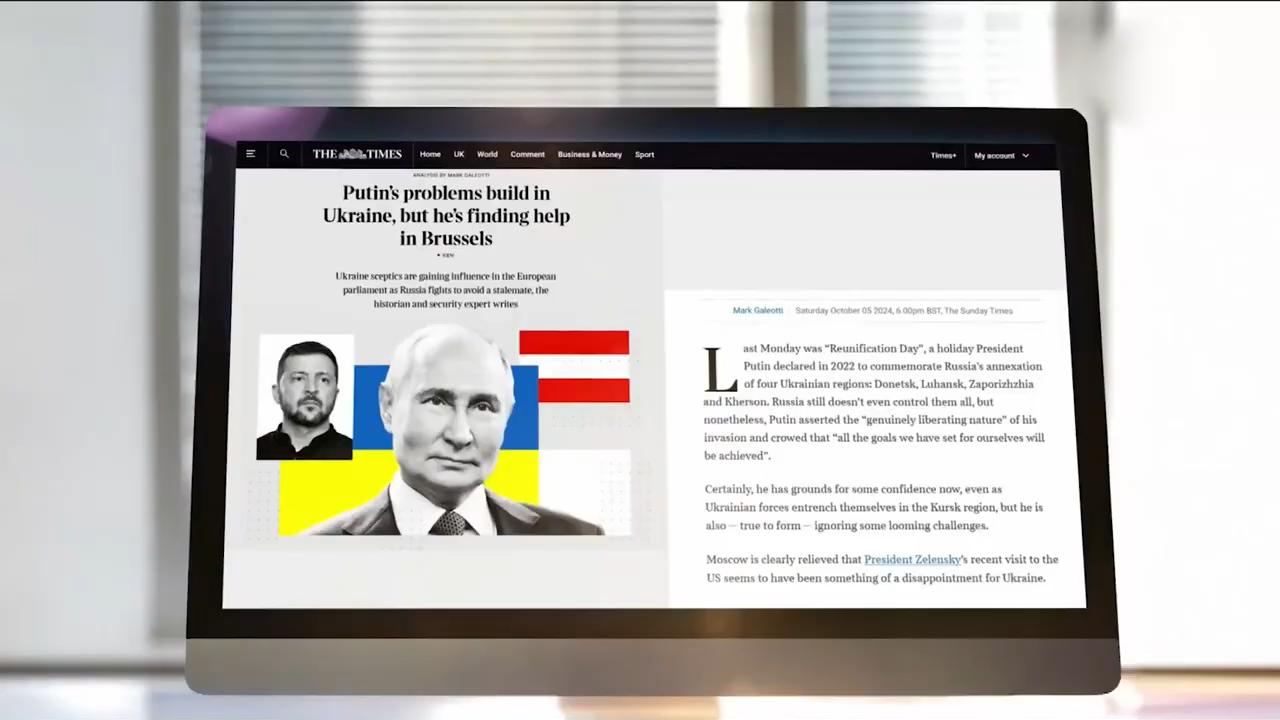 THE TIMES
Home UK World Comment Business & Money Sport
Times+ My account
ANALYSIS BY MARK GALEOTTI
Putin's problems build in
Ukraine, but he's finding help
in Brussels
• VIEW
Ukraine sceptics are gaining influence in the European
parliament as Russia fights to avoid a stalemate, the
historian and security expert writes
Mark Galeotti Saturday October 05 2024, 6.00pm BST, The Sunday Times
Last Monday was “Reunification Day”, a holiday President
Putin declared in 2022 to commemorate Russia's annexation
of four Ukrainian regions: Donetsk, Luhansk, Zaporizhzhia
and Kherson. Russia still doesn't even control them all, but
nonetheless, Putin asserted the “genuinely liberating nature” of his
invasion and crowed that “all the goals we have set for ourselves will
be achieved”.
Certainly, he has grounds for some confidence now, even as
Ukrainian forces entrench themselves in the Kursk region, but he is
also — true to form — ignoring some looming challenges.
Moscow is clearly relieved that President Zelensky's recent visit to the
US seems to have been something of a disappointment for Ukraine.